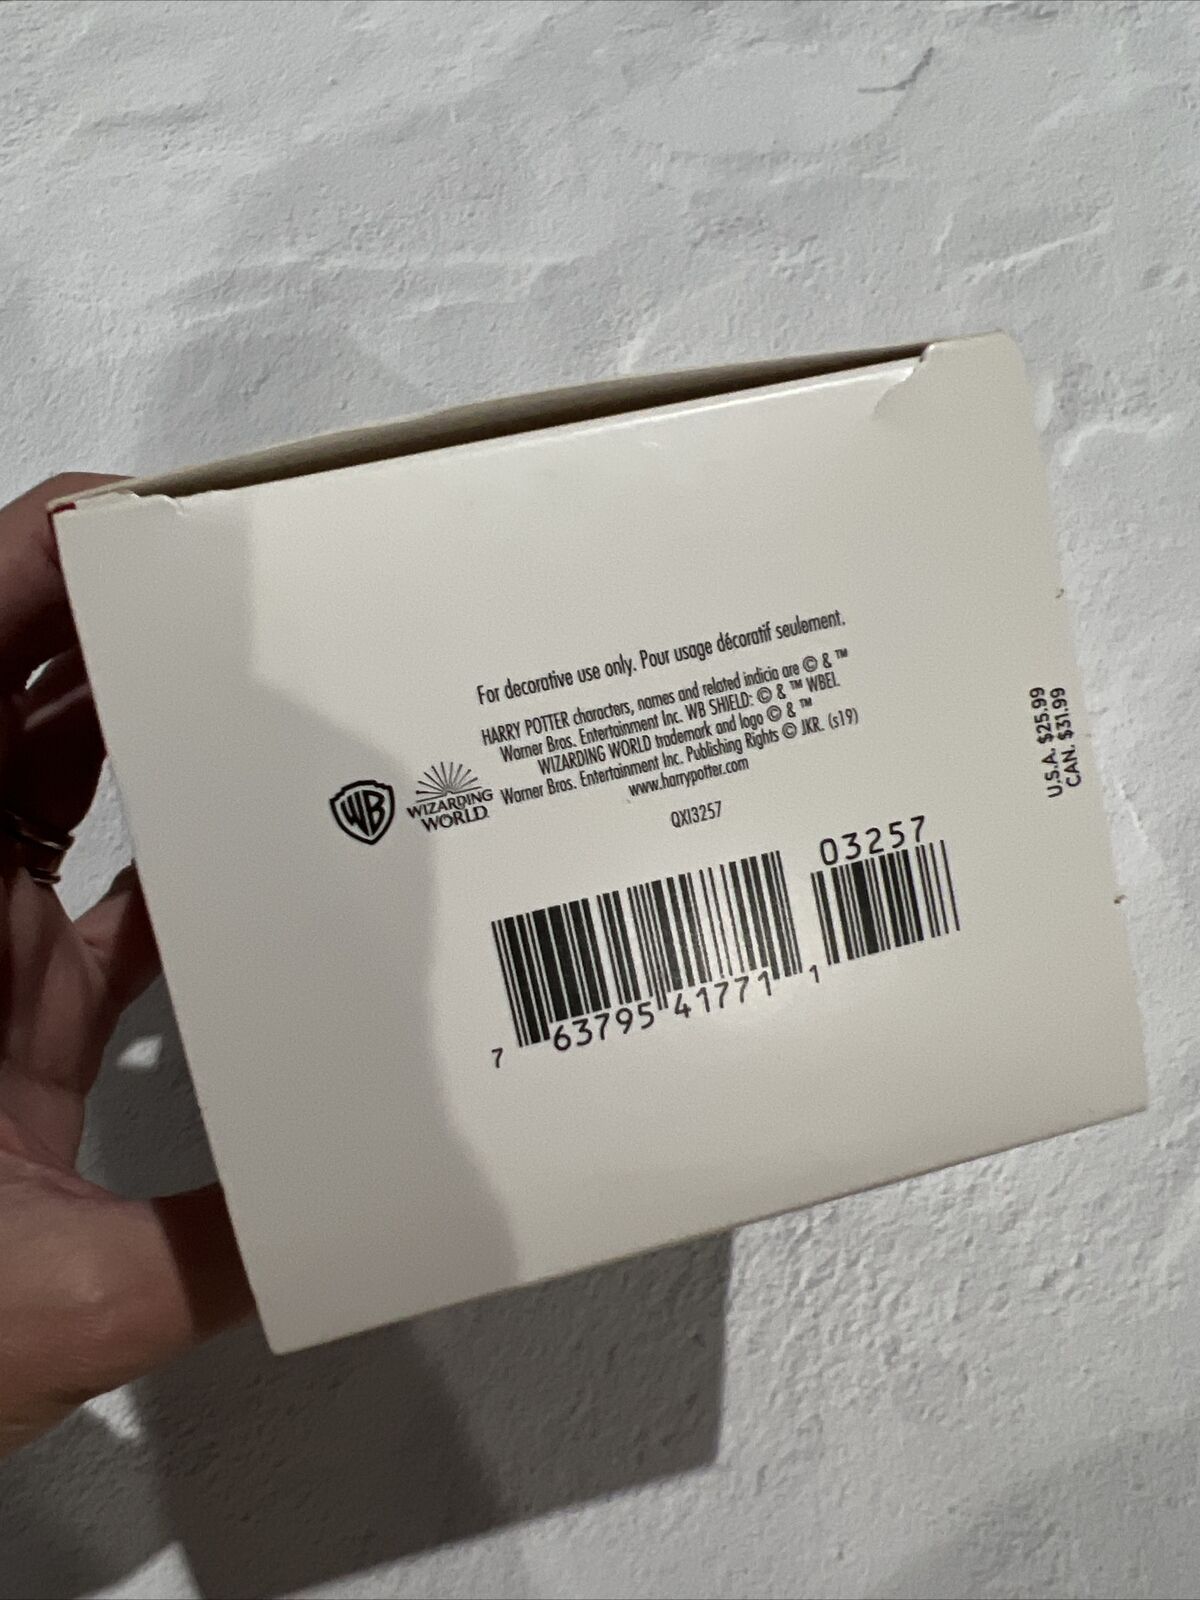 For decorative use only. Pour usage décoratif seulement.
HARRY POTTER characters, names and related indicia are © & ™
Warner Bros. Entertainment Inc. WB SHIELD: © & ™ WBEI.
WIZARDING WORLD trademark and logo © & ™
Warner Bros. Entertainment Inc. Publishing Rights © JKR. (s19)
www.harrypotter.com
WB
WIZARDING
WORLD
QXI3257
03257
7 63795 41771 1
U.S.A. $25.99
CAN. $31.99